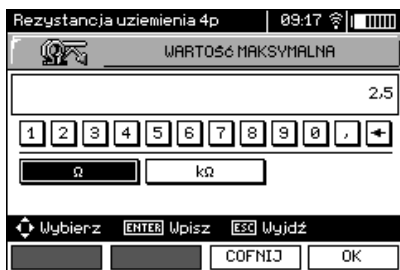 Rezystancja uziemienia 4p 09:17
WARTOŚĆ MAKSYMALNA
2,5
1 2 3 4 5 6 7 8 9 0 ,
Ω kΩ
Wybierz ENTER Wpisz ESC Wyjdź
COFNIJ OK